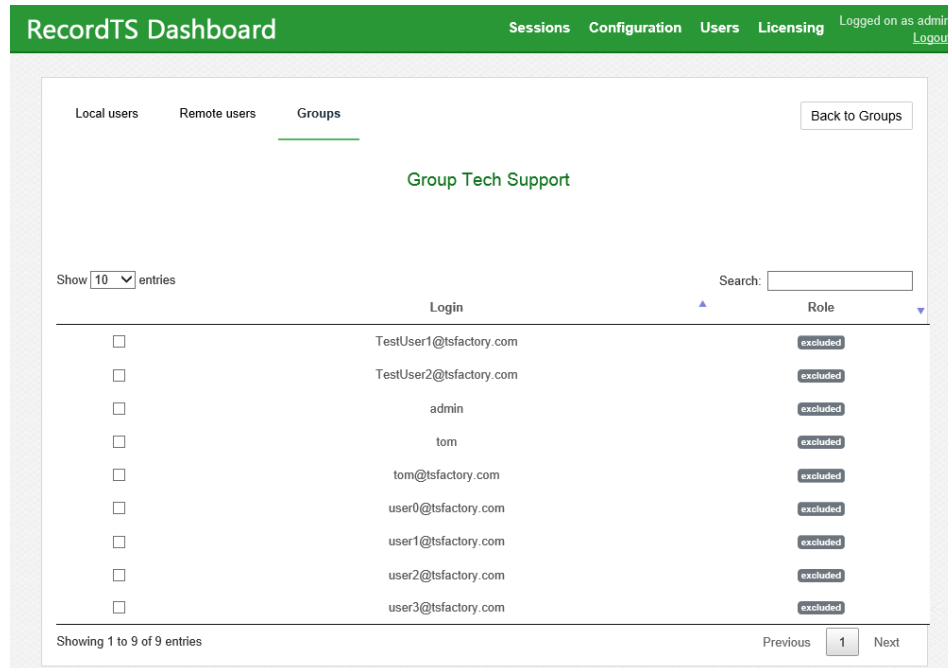 RecordTS Dashboard Sessions Configuration Users Licensing Logged on as admin
Logout
Local users Remote users Groups Back to Groups
Group Tech Support
Show 10 entries Search:
Login Role
TestUser1@tsfactory.com excluded
TestUser2@tsfactory.com excluded
admin excluded
tom excluded
tom@tsfactory.com excluded
user0@tsfactory.com excluded
user1@tsfactory.com excluded
user2@tsfactory.com excluded
user3@tsfactory.com excluded
Showing 1 to 9 of 9 entries Previous 1 Next